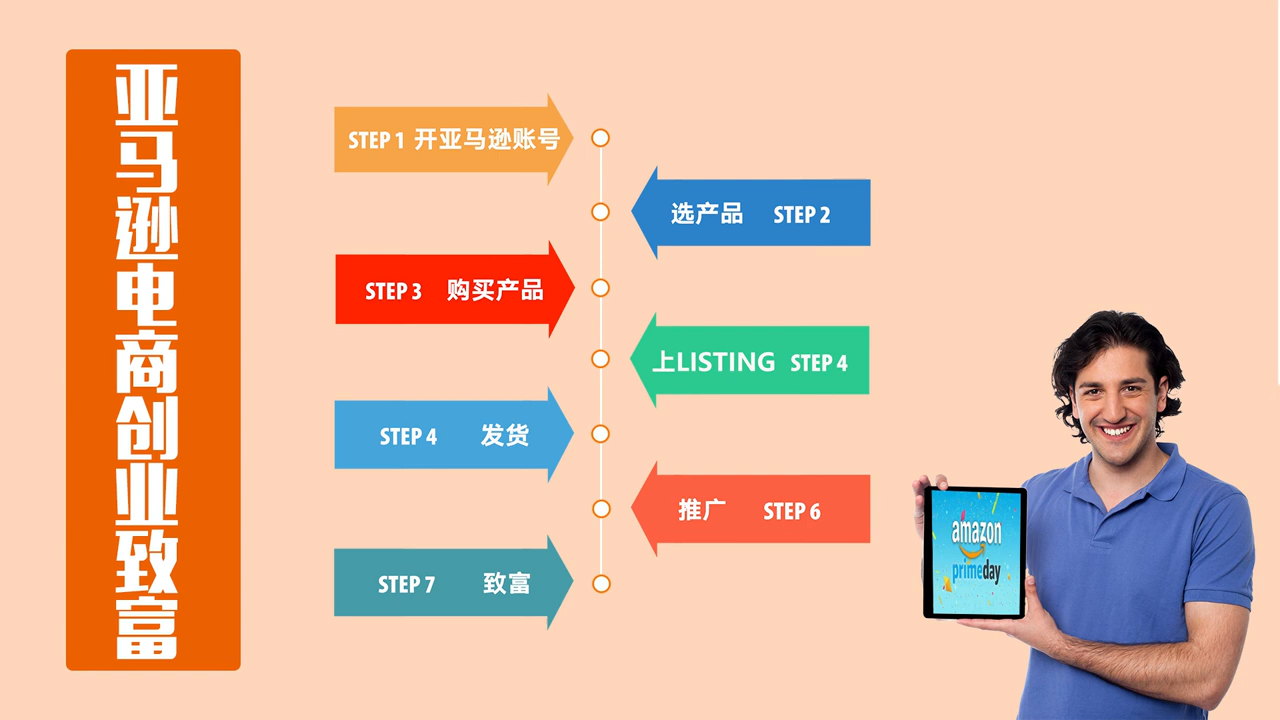 亚马逊电商创业致富
STEP 1 开亚马逊账号
选产品 STEP 2
STEP 3 购买产品
上LISTING STEP 4
STEP 4 发货
推广 STEP 6
STEP 7 致富
amazon
primeday